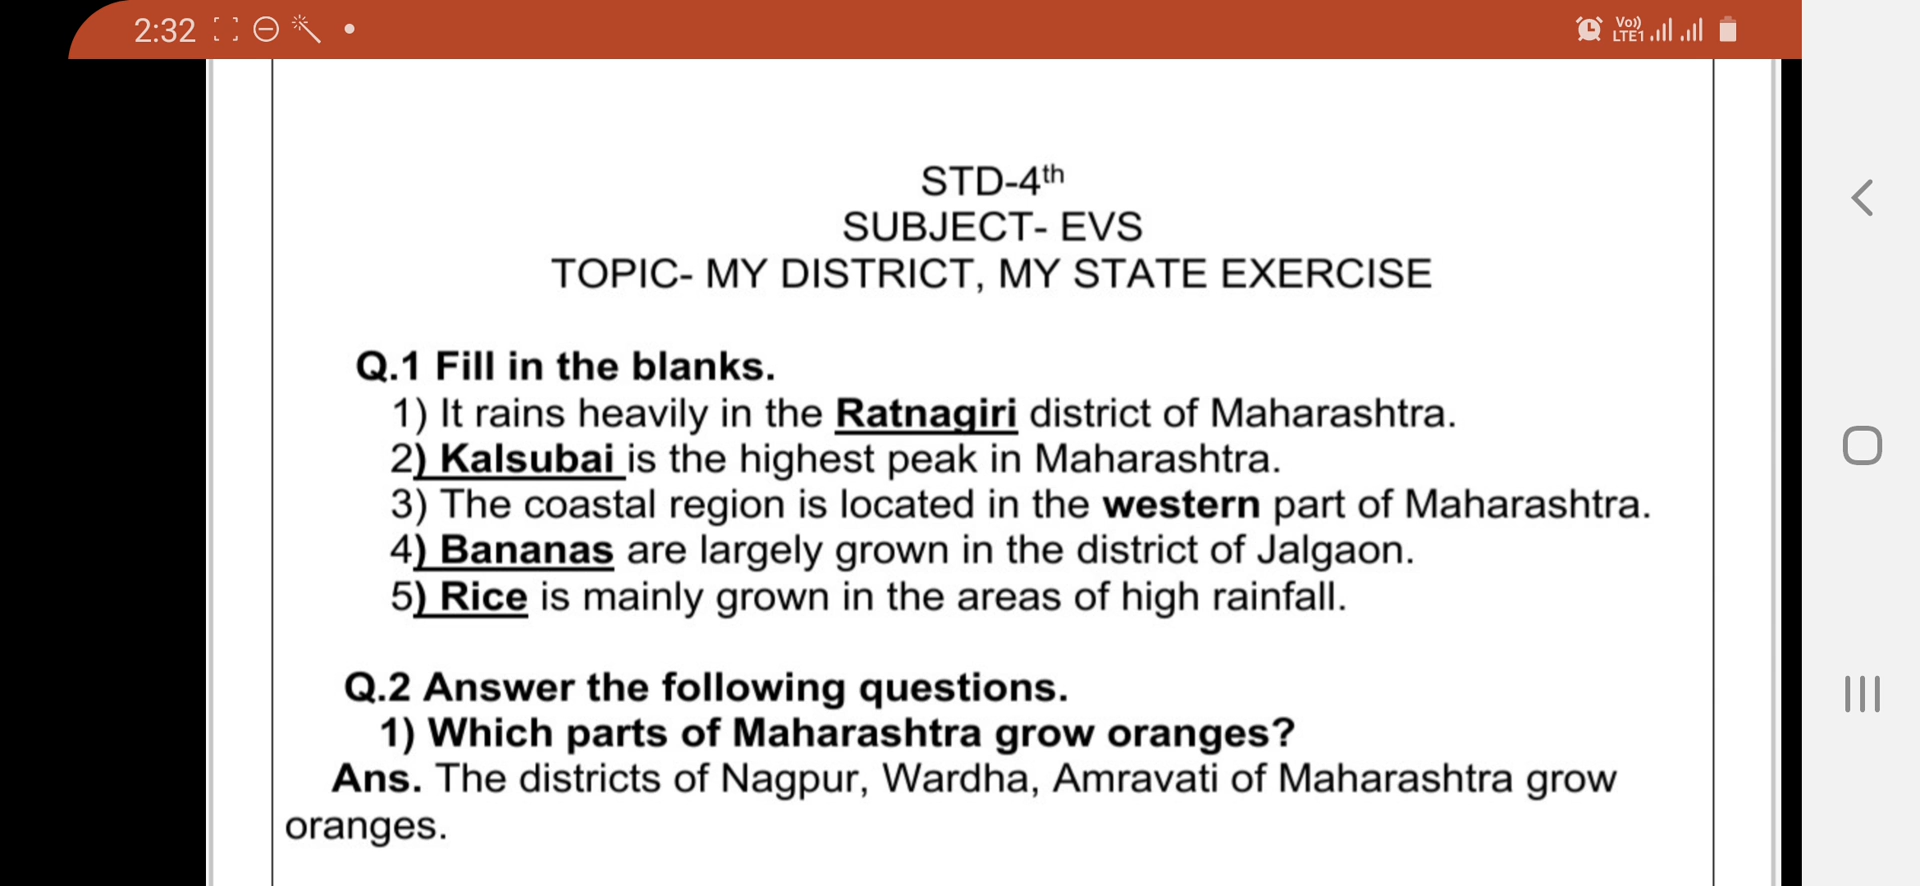 2:32
Vo)) LTE1
STD-4th
SUBJECT- EVS
TOPIC- MY DISTRICT, MY STATE EXERCISE
Q.1 Fill in the blanks.
1) It rains heavily in the Ratnagiri district of Maharashtra.
2) Kalsubai is the highest peak in Maharashtra.
3) The coastal region is located in the western part of Maharashtra.
4) Bananas are largely grown in the district of Jalgaon.
5) Rice is mainly grown in the areas of high rainfall.
Q.2 Answer the following questions.
1) Which parts of Maharashtra grow oranges?
Ans. The districts of Nagpur, Wardha, Amravati of Maharashtra grow
oranges.